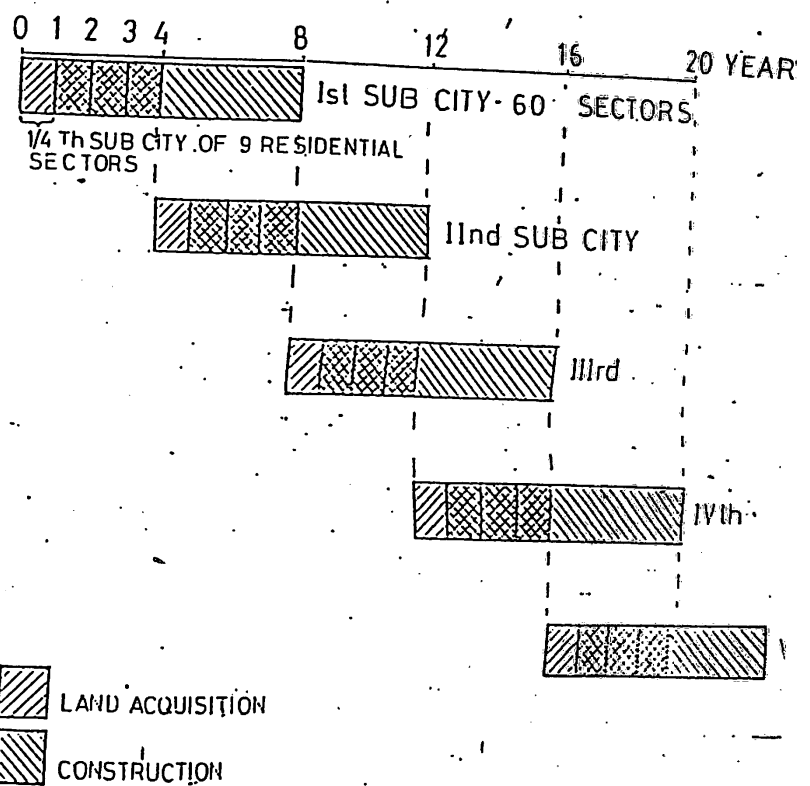 0 1 2 3 4 8 12 16 20 YEAR
Ist SUB CITY-60 SECTORS
1/4 Th SUB CITY OF 9 RESIDENTIAL
SECTORS
IInd SUB CITY
IIIrd
IVth
LAND ACQUISITION
CONSTRUCTION